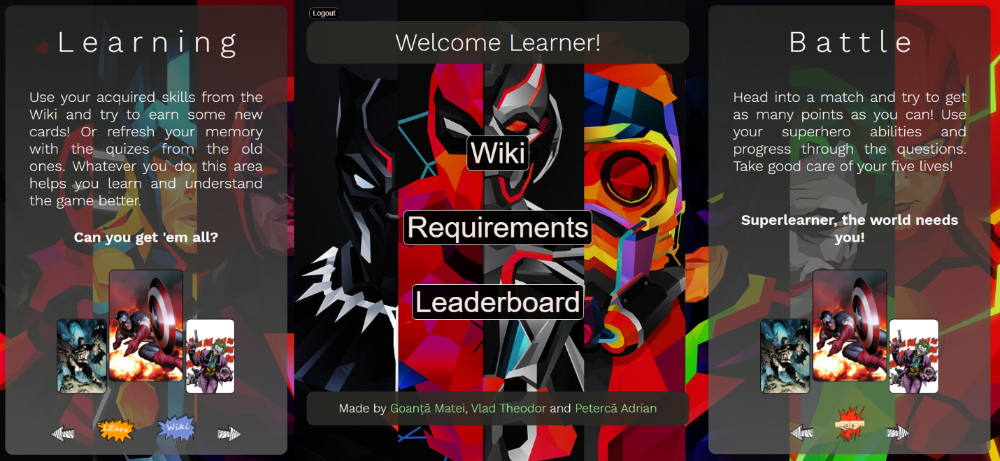 Learning
Use your acquired skills from the
Wiki and try to earn some new
cards! Or refresh your memory
with the quizes from the old
ones. Whatever you do, this area
helps you learn and understand
the game better.
Can you get 'em all?
LEarn
Wiki
Logout
Welcome Learner!
Wiki
Requirements
Leaderboard
Made by Goanță Matei, Vlad Theodor and Petercă Adrian
Battle
Head into a match and try to get
as many points as you can! Use
your superhero abilities and
progress through the questions.
Take good care of your five lives!
Superlearner, the world needs
you!